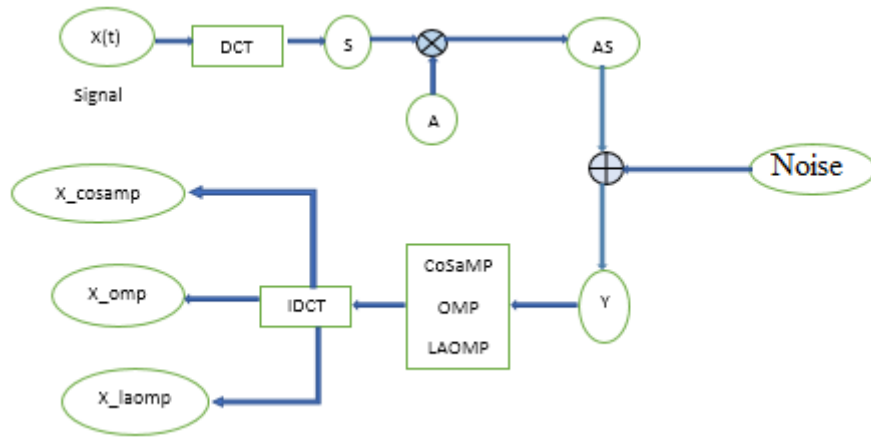 X(t)
DCT
S
AS
Signal
A
Noise
X_cosamp
CoSaMP
X_omp
IDCT
OMP
Y
LAOMP
X_laomp